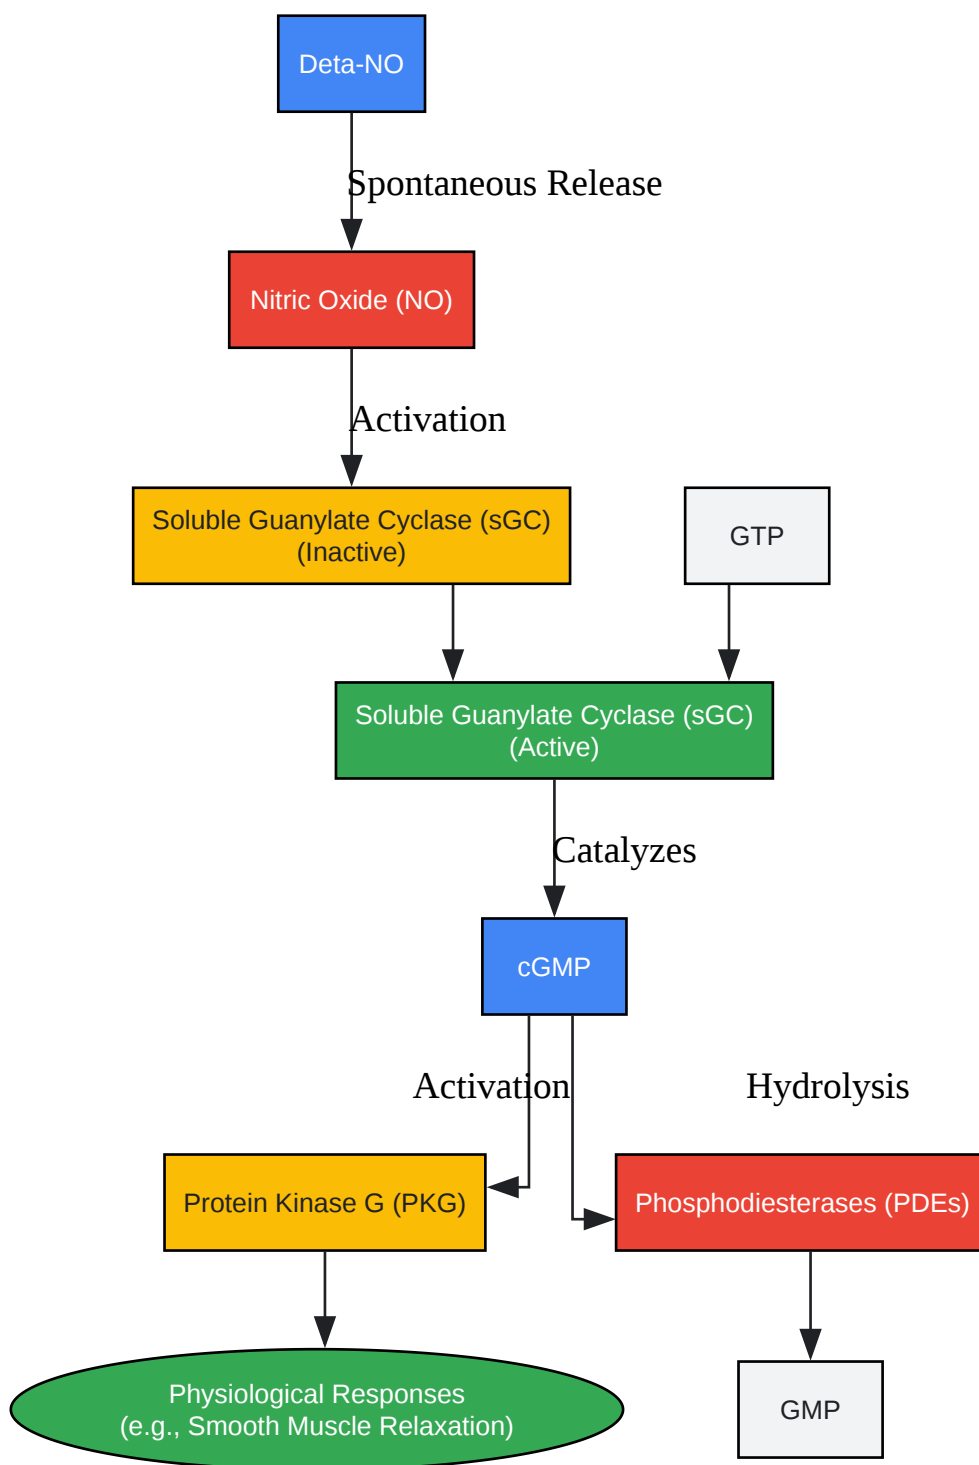 Deta-NO
Spontaneous Release
Nitric Oxide (NO)
Activation
Soluble Guanylate Cyclase (sGC)
(Inactive)
GTP
Soluble Guanylate Cyclase (sGC)
(Active)
Catalyzes
cGMP
Activation
Hydrolysis
Protein Kinase G (PKG)
Phosphodiesterases (PDEs)
Physiological Responses
(e.g., Smooth Muscle Relaxation)
GMP